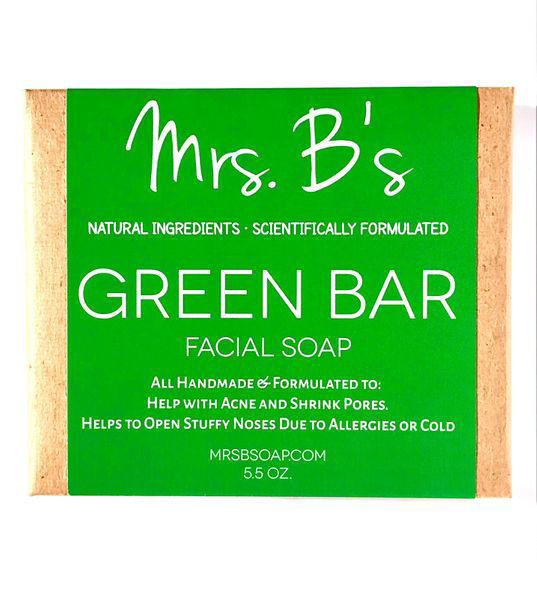 Mrs. B's
NATURAL INGREDIENTS · SCIENTIFICALLY FORMULATED
GREEN BAR
FACIAL SOAP
ALL HANDMADE & FORMULATED TO:
HELP WITH ACNE AND SHRINK PORES.
HELPS TO OPEN STUFFY NOSES DUE TO ALLERGIES OR COLD
MRSBSOAP.COM
5.5 OZ.